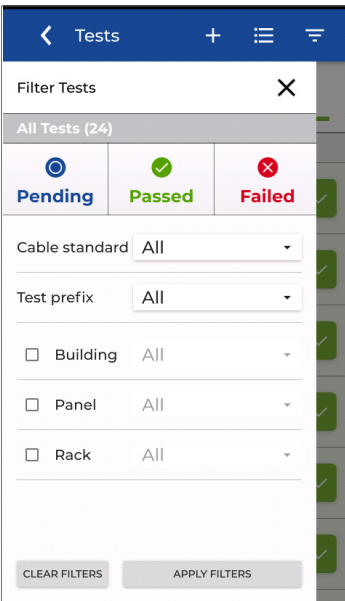 Tests
Filter Tests
All Tests (24)
Pending Passed Failed
Cable standard All
Test prefix All
Building All
Panel All
Rack All
CLEAR FILTERS APPLY FILTERS